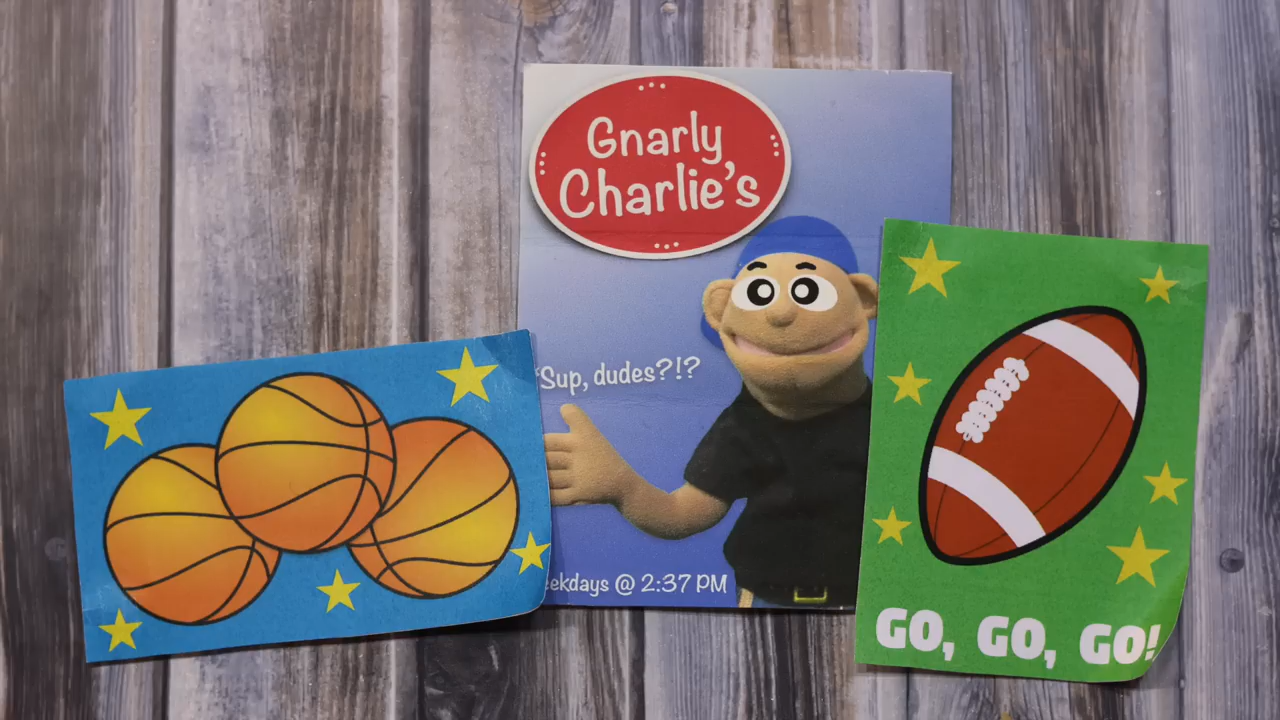 Gnarly
Charlie's
'Sup, dudes?!?
eekdays @ 2:37 PM
GO, GO, GO!